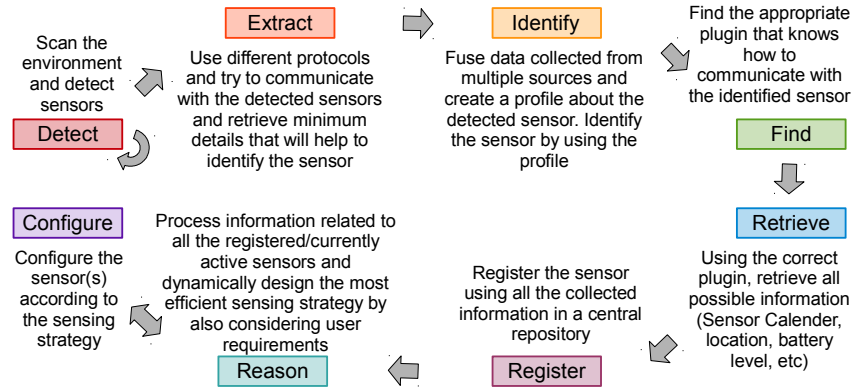 Scan the
environment
and detect
sensors
Detect
Extract
Use different protocols
and try to communicate
with the detected sensors
and retrieve minimum
details that will help to
identify the sensor
Identify
Fuse data collected from
multiple sources and
create a profile about the
detected sensor. Identify
the sensor by using the
profile
Find the appropriate
plugin that knows
how to
communicate with
the identified sensor
Find
Retrieve
Using the correct
plugin, retrieve all
possible information
(Sensor Calender,
location, battery
level, etc)
Register the sensor
using all the collected
information in a central
repository
Register
Process information related to
all the registered/currently
active sensors and
dynamically design the most
efficient sensing strategy by
also considering user
requirements
Reason
Configure
Configure the
sensor(s)
according to
the sensing
strategy